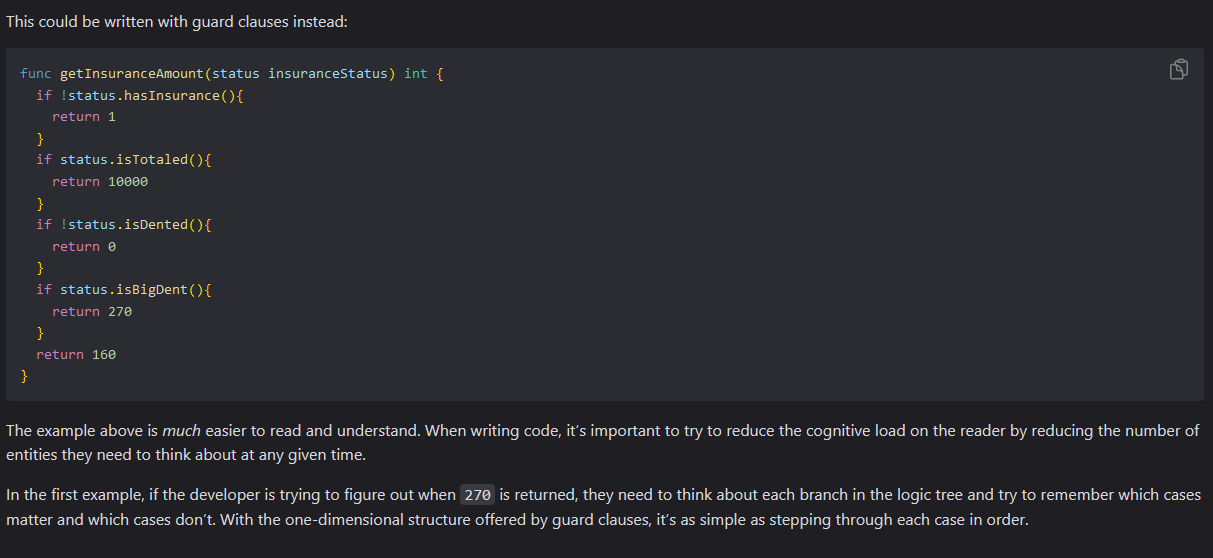 This could be written with guard clauses instead:
func getInsuranceAmount(status insuranceStatus) int {
  if !status.hasInsurance(){
    return 1
  }
  if status.isTotaled(){
    return 10000
  }
  if !status.isDented(){
    return 0
  }
  if status.isBigDent(){
    return 270
  }
  return 160
}
The example above is much easier to read and understand. When writing code, it's important to try to reduce the cognitive load on the reader by reducing the number of
entities they need to think about at any given time.
In the first example, if the developer is trying to figure out when 270 is returned, they need to think about each branch in the logic tree and try to remember which cases
matter and which cases don't. With the one-dimensional structure offered by guard clauses, it's as simple as stepping through each case in order.